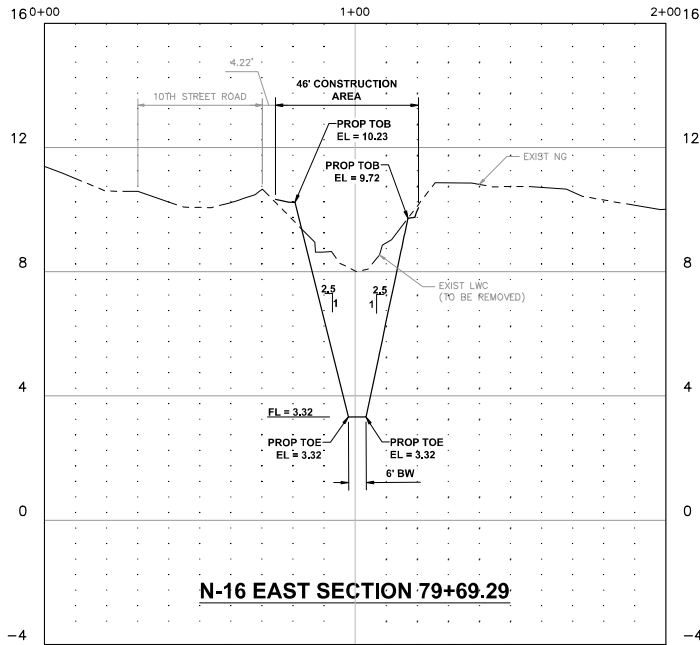 16 0+00 1+00 2+00 16
4.22'
46' CONSTRUCTION
AREA
10TH STREET ROAD
PROP TOB
EL = 10.23
12 12
PROP TOB
EL = 9.72
EXIST NG
8 8
EXIST LWC
(TO BE REMOVED)
2.5 2.5
1 1
4 4
FL = 3.32
PROP TOE
EL = 3.32
PROP TOE
EL = 3.32
6' BW
0 0
N-16 EAST SECTION 79+69.29
-4 -4